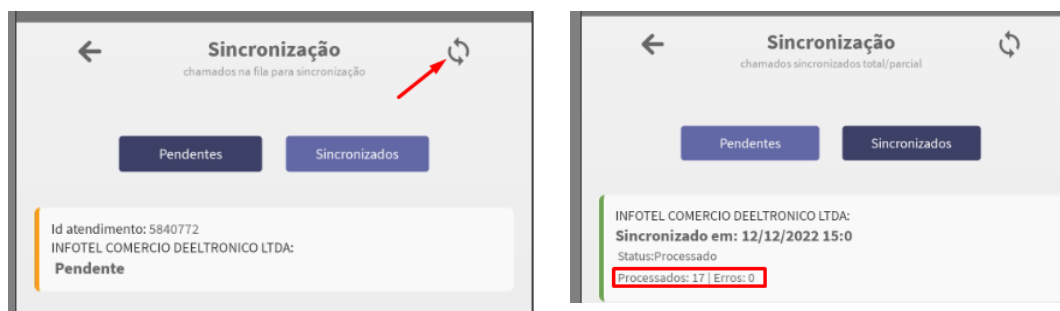 Sincronização
chamados na fila para sincronização
Pendentes
Sincronizados
Id atendimento: 5840772
INFOTEL COMERCIO DEELTRONICO LTDA:
Pendente
Sincronização
chamados sincronizados total/parcial
Pendentes
Sincronizados
INFOTEL COMERCIO DEELTRONICO LTDA:
Sincronizado em: 12/12/2022 15:0
Status:Processado
Processados: 17 | Erros: 0